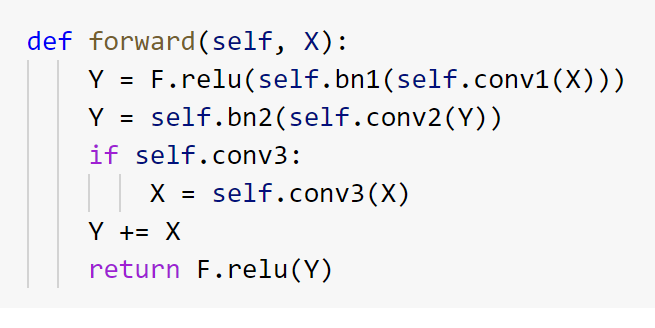 def forward(self, X):
    Y = F.relu(self.bn1(self.conv1(X)))
    Y = self.bn2(self.conv2(Y))
    if self.conv3:
        X = self.conv3(X)
    Y += X
    return F.relu(Y)